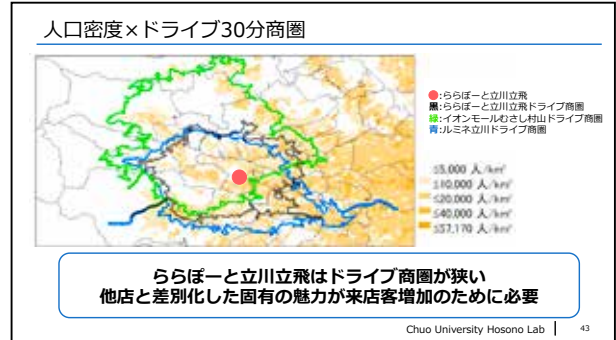 人口密度×ドライブ30分商圏
:ららぽーと立川立飛
黒:ららぽーと立川立飛ドライブ商圏
緑:イオンモールむさし村山ドライブ商圏
青:ルミネ立川ドライブ商圏
≤5,000 人/km²
≤10,000 人/km²
≤20,000 人/km²
≤40,000 人/km²
≤57,170 人/km²
ららぽーと立川立飛はドライブ商圏が狭い
他店と差別化した固有の魅力が来店客増加のために必要
Chuo University Hosono Lab
43